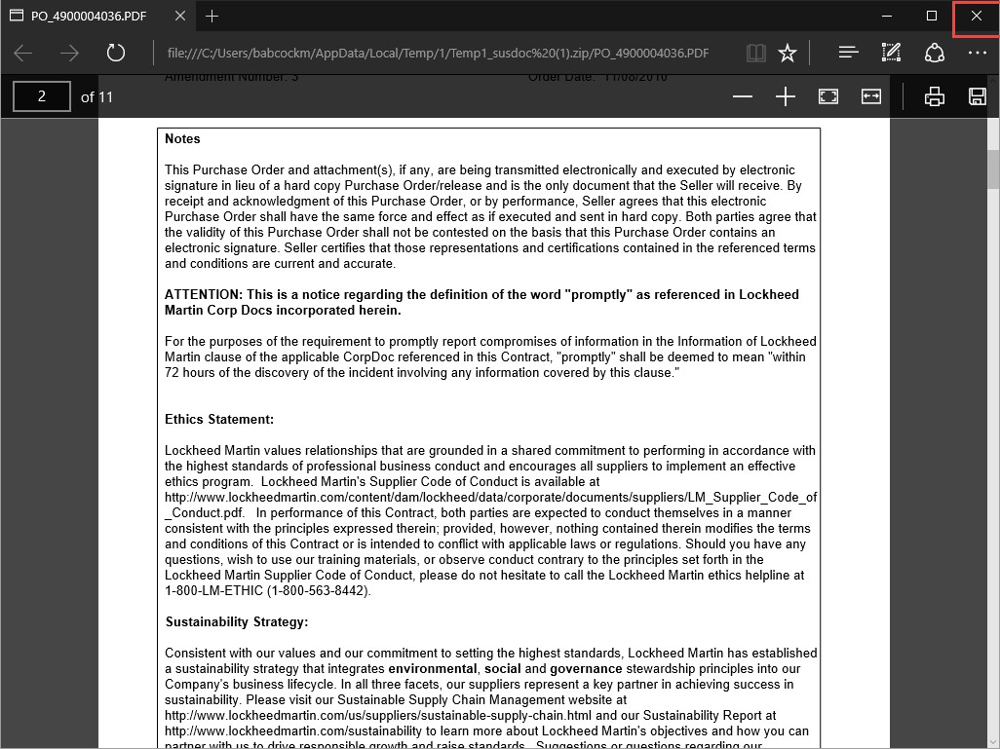 PO_4900004036.PDF
file:///C:/Users/babcockm/AppData/Local/Temp/1/Temp1_susdoc%20(1).zip/PO_4900004036.PDF
Amendment Number: 3 Order Date: 11/08/2016
2 of 11
Notes
This Purchase Order and attachment(s), if any, are being transmitted electronically and executed by electronic
signature in lieu of a hard copy Purchase Order/release and is the only document that the Seller will receive. By
receipt and acknowledgment of this Purchase Order, or by performance, Seller agrees that this electronic
Purchase Order shall have the same force and effect as if executed and sent in hard copy. Both parties agree that
the validity of this Purchase Order shall not be contested on the basis that this Purchase Order contains an
electronic signature. Seller certifies that those representations and certifications contained in the referenced terms
and conditions are current and accurate.
ATTENTION: This is a notice regarding the definition of the word "promptly" as referenced in Lockheed
Martin Corp Docs incorporated herein.
For the purposes of the requirement to promptly report compromises of information in the Information of Lockheed
Martin clause of the applicable CorpDoc referenced in this Contract, "promptly" shall be deemed to mean "within
72 hours of the discovery of the incident involving any information covered by this clause."
Ethics Statement:
Lockheed Martin values relationships that are grounded in a shared commitment to performing in accordance with
the highest standards of professional business conduct and encourages all suppliers to implement an effective
ethics program. Lockheed Martin's Supplier Code of Conduct is available at
http://www.lockheedmartin.com/content/dam/lockheed/data/corporate/documents/suppliers/LM_Supplier_Code_of
_Conduct.pdf. In performance of this Contract, both parties are expected to conduct themselves in a manner
consistent with the principles expressed therein; provided, however, nothing contained therein modifies the terms
and conditions of this Contract or is intended to conflict with applicable laws or regulations. Should you have any
questions, wish to use our training materials, or observe conduct contrary to the principles set forth in the
Lockheed Martin Supplier Code of Conduct, please do not hesitate to call the Lockheed Martin ethics helpline at
1-800-LM-ETHIC (1-800-563-8442).
Sustainability Strategy:
Consistent with our values and our commitment to setting the highest standards, Lockheed Martin has established
a sustainability strategy that integrates environmental, social and governance stewardship principles into our
Company's business lifecycle. In all three facets, our suppliers represent a key partner in achieving success in
sustainability. Please visit our Sustainable Supply Chain Management website at
http://www.lockheedmartin.com/us/suppliers/sustainable-supply-chain.html and our Sustainability Report at
http://www.lockheedmartin.com/sustainability to learn more about Lockheed Martin's objectives and how you can
partner with us to drive responsible growth and raise standards. Suggestions or questions regarding our